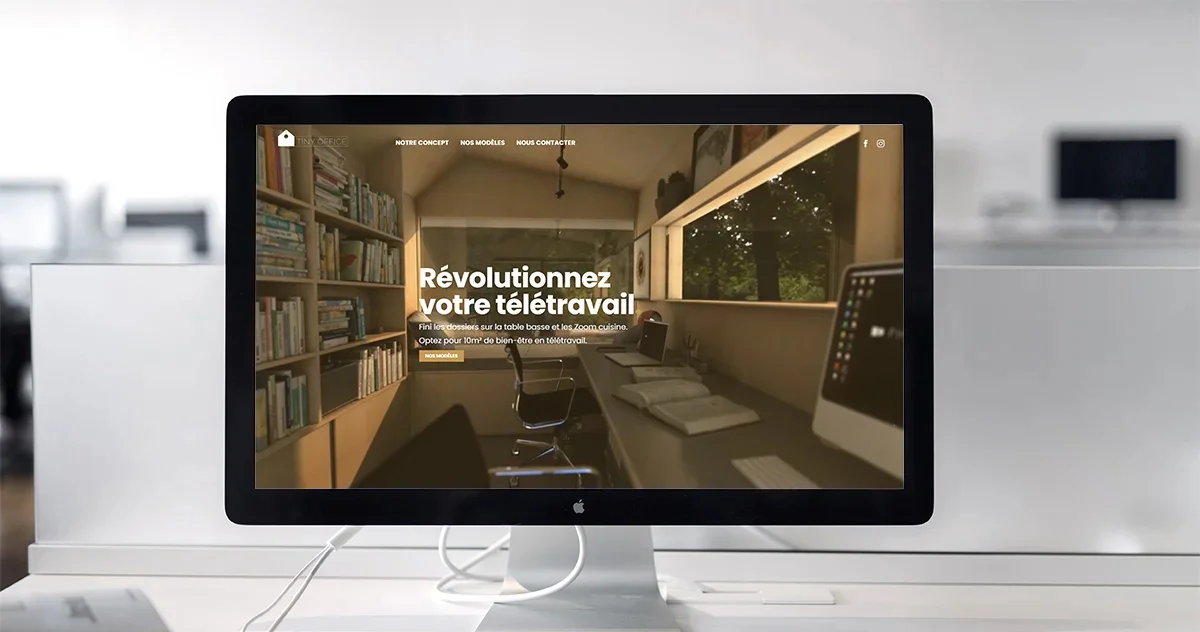 TINY OFFICE
NOTRE CONCEPT NOS MODÈLES NOUS CONTACTER
Révolutionnez
votre télétravail
Fini les dossiers sur la table basse et les Zoom cuisine.
Optez pour 10m² de bien-être en télétravail.
NOS MODÈLES